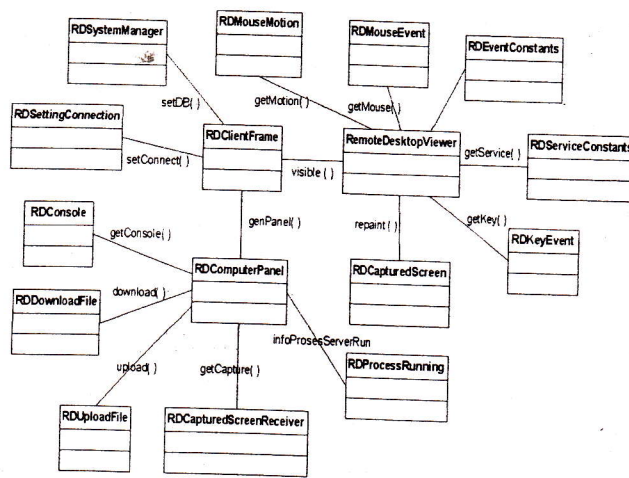 RDSystemManager
RDMouseMotion
RDMouseEvent
RDEventConstants
setDB( )
getMotion( )
getMouse( )
RDSettingConnection
RDClientFrame
RemoteDesktopViewer
getService( )
RDServiceConstants
setConnect( )
visible ( )
RDConsole
getConsole( )
genPanel( )
repaint ( )
getKey( )
RDKeyEvent
RDComputerPanel
RDCapturedScreen
RDDownloadFile
download( )
infoProsesServerRun
upload( )
getCapture( )
RDProcessRunning
RDUploadFile
RDCapturedScreenReceiver